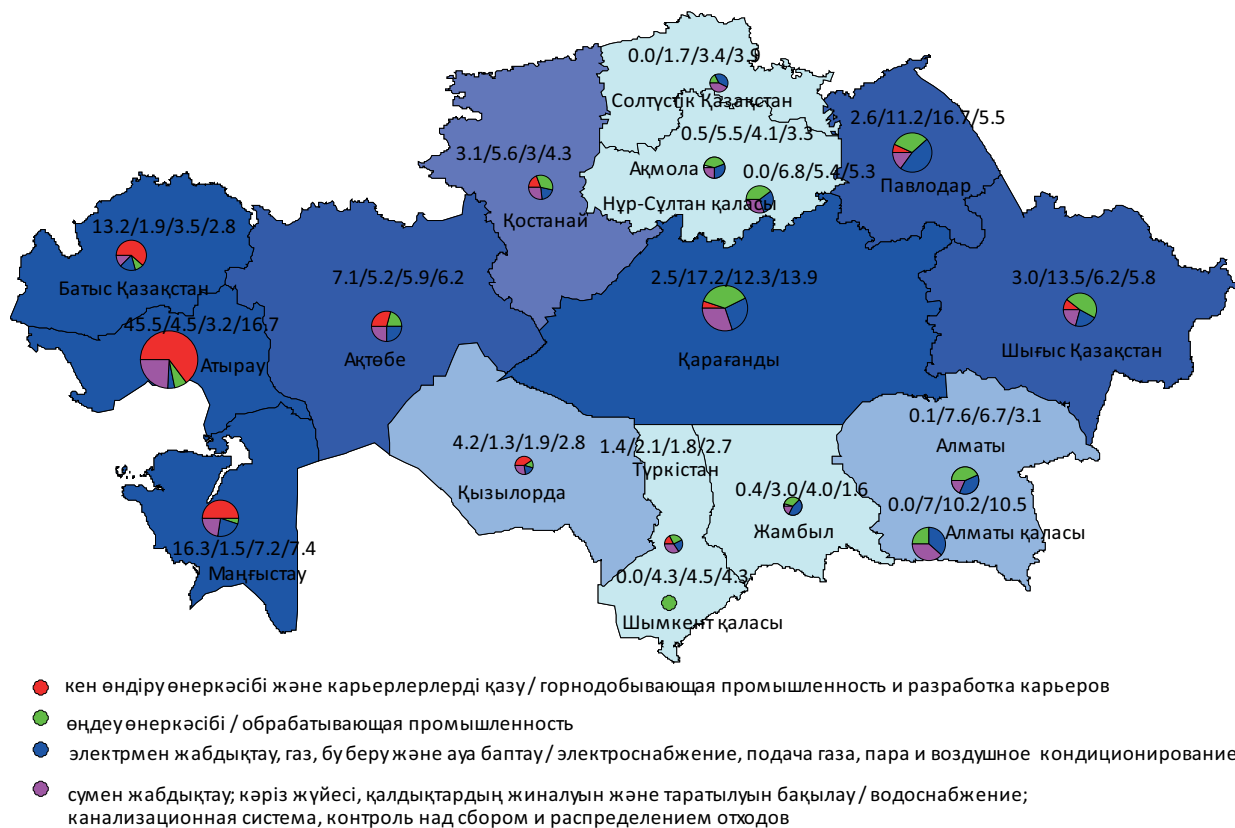 0.0/1.7/3.4/3.9
Солтүстік Қазақстан
0.5/5.5/4.1/3.3
Ақмола
0.0/6.8/5.4/5.3
Нұр-Сұлтан қаласы
2.6/11.2/16.7/5.5
Павлодар
3.1/5.6/3/4.3
Қостанай
13.2/1.9/3.5/2.8
Батыс Қазақстан
7.1/5.2/5.9/6.2
Ақтөбе
2.5/17.2/12.3/13.9
Қарағанды
3.0/13.5/6.2/5.8
Шығыс Қазақстан
45.5/4.5/3.2/16.7
Атырау
4.2/1.3/1.9/2.8
Қызылорда
1.4/2.1/1.8/2.7
Түркістан
0.1/7.6/6.7/3.1
Алматы
0.4/3.0/4.0/1.6
Жамбыл
0.0/7/10.2/10.5
Алматы қаласы
16.3/1.5/7.2/7.4
Маңғыстау
0.0/4.3/4.5/4.3
Шымкент қаласы
кен өндіру өнеркәсібі және карьерлерлерді қазу / горнодобывающая промышленность и разработка карьеров
өңдеу өнеркәсібі / обрабатывающая промышленность
электрмен жабдықтау, газ, бу беру және ауа баптау / электроснабжение, подача газа, пара и воздушное кондиционирование
сумен жабдықтау; кәріз жүйесі, қалдықтардың жиналуын және таратылуын бақылау / водоснабжение;
канализационная система, контроль над сбором и распределением отходов